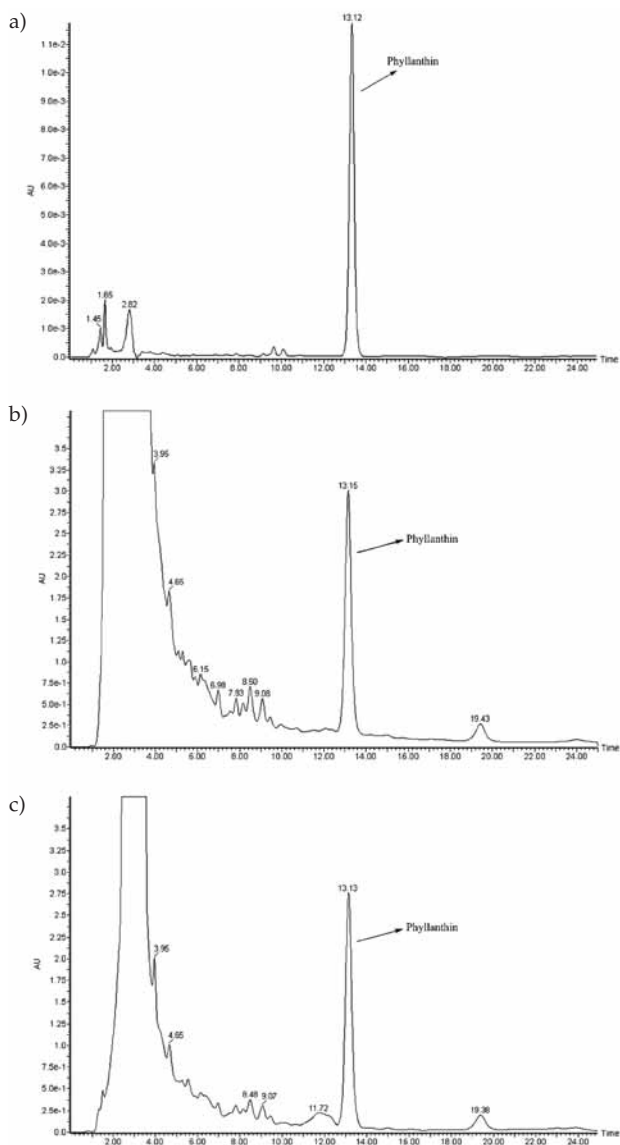 a)
13.12
Phyllanthin
1.1e-2
1.0e-2
9.0e-3
8.0e-3
7.0e-3
6.0e-3
AU
5.0e-3
4.0e-3
3.0e-3
2.0e-3
1.0e-3
0.0
1.45
1.65
2.82
2.00 4.00 6.00 8.00 10.00 12.00 14.00 16.00 18.00 20.00 22.00 24.00 Time
b)
3.5
3.25
3.0
2.75
2.5
2.25
2.0
AU
1.75
1.5
1.25
1.0
7.5e-1
5.0e-1
2.5e-1
0.0
3.95
4.65
6.15
6.98
7.83
8.50
9.08
13.15
Phyllanthin
19.43
2.00 4.00 6.00 8.00 10.00 12.00 14.00 16.00 18.00 20.00 22.00 24.00 Time
c)
3.5
3.25
3.0
2.75
2.5
2.25
2.0
AU
1.75
1.5
1.25
1.0
7.5e-1
5.0e-1
2.5e-1
0.0
3.95
4.65
8.48
9.07
11.72
13.13
Phyllanthin
19.38
2.00 4.00 6.00 8.00 10.00 12.00 14.00 16.00 18.00 20.00 22.00 24.00 Time